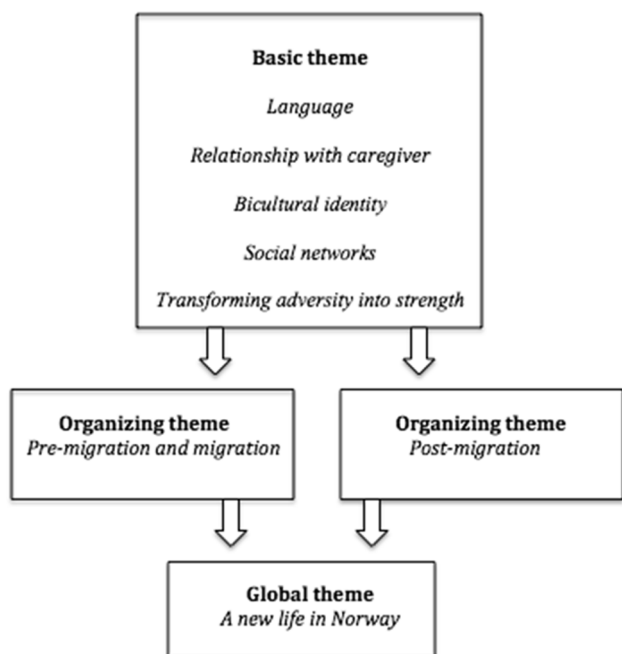 Basic theme
Language
Relationship with caregiver
Bicultural identity
Social networks
Transforming adversity into strength
Organizing theme
Pre-migration and migration
Organizing theme
Post-migration
Global theme
A new life in Norway